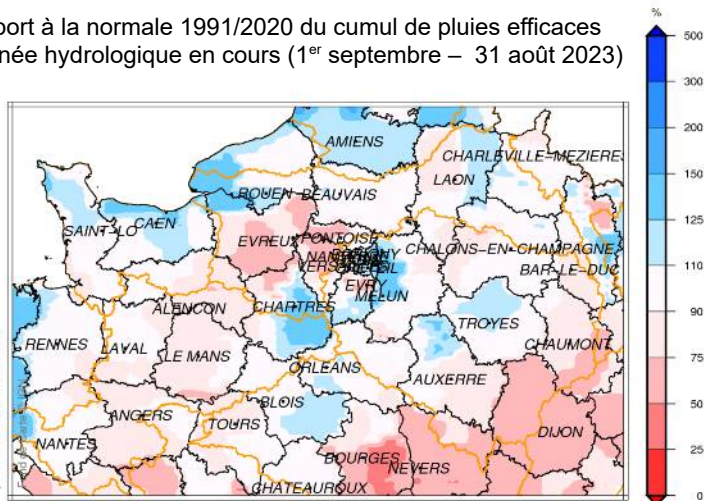 port à la normale 1991/2020 du cumul de pluies efficaces
née hydrologique en cours (1er septembre – 31 août 2023)
%
500
300
200
150
125
110
90
75
50
25
0
AMIENS
CHARLEVILLE-MEZIERES
LAON
ROUEN BEAUVAIS
SAINT-LO CAEN
EVREUX PONTOISE
CHALONS-EN-CHAMPAGNE
BAR-LE-DUC
EVRY
MELUN
ALENCON CHARTRES
TROYES
RENNES LAVAL LE MANS
CHAUMONT
ORLEANS
AUXERRE
BLOIS
ANGERS
TOURS
DIJON
NANTES
BOURGES
NEVERS
CHATEAUROUX